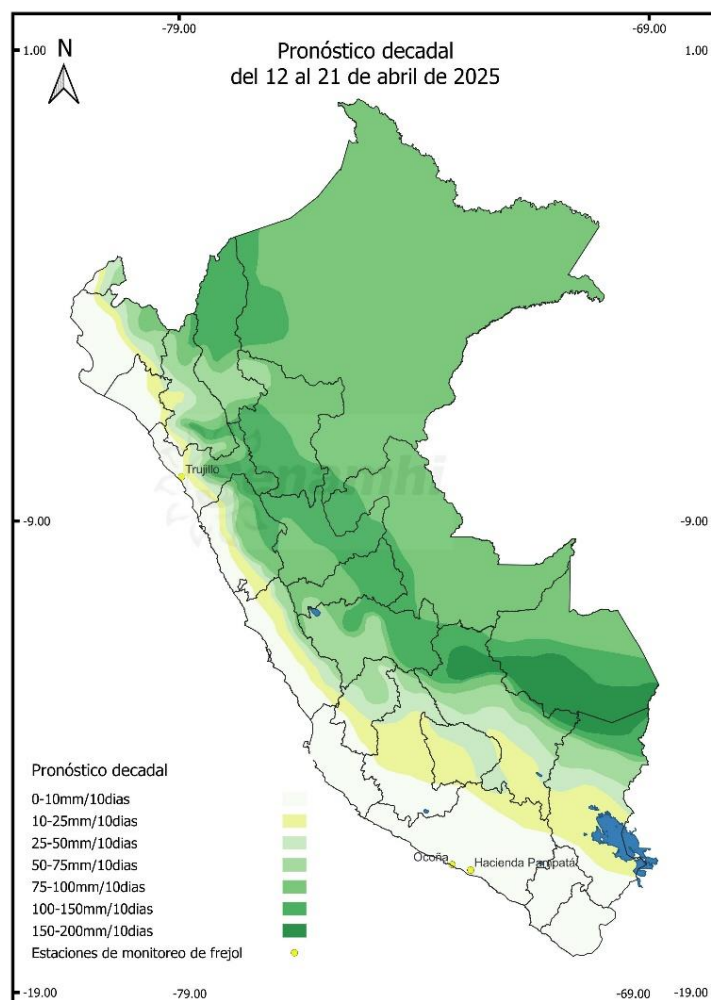 -79.00
-69.00
1.00
N
Pronóstico decadal
del 12 al 21 de abril de 2025
1.00
Trujillo
enamhi
-9.00
-9.00
Pronóstico decadal
0-10mm/10dias
10-25mm/10dias
25-50mm/10dias
50-75mm/10dias
75-100mm/10dias
100-150mm/10dias
150-200mm/10dias
Estaciones de monitoreo de frejol
Ocoña
Hacienda Pampata
-19.00
-79.00
-69.00
-19.00